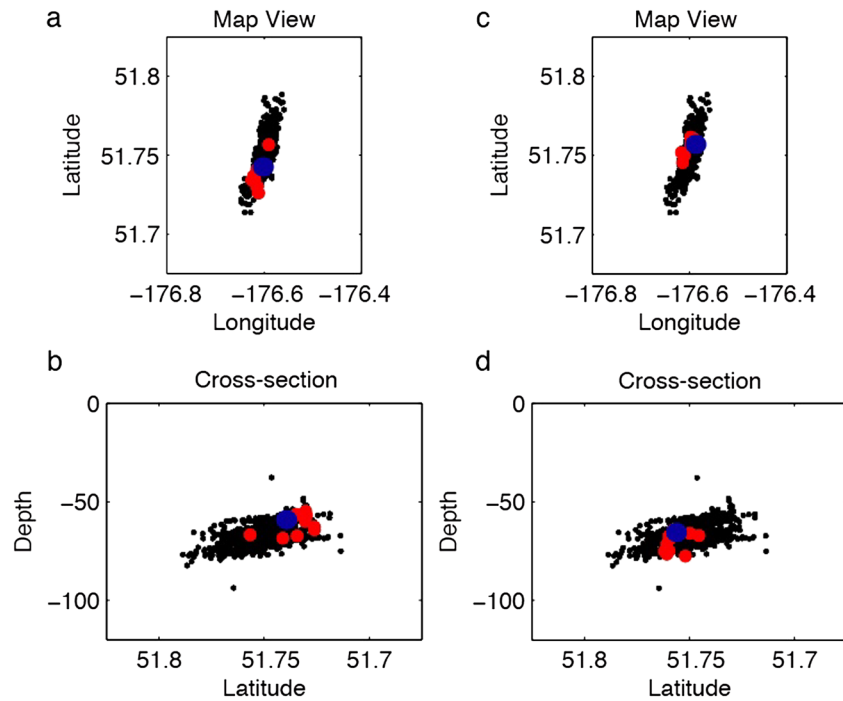 a
Map View
51.8
51.75
51.7
Latitude
−176.8
−176.6
−176.4
Longitude
c
Map View
51.8
51.75
51.7
Latitude
−176.8
−176.6
−176.4
Longitude
b
Cross-section
0
−50
−100
Depth
51.8
51.75
51.7
Latitude
d
Cross-section
0
−50
−100
Depth
51.8
51.75
51.7
Latitude